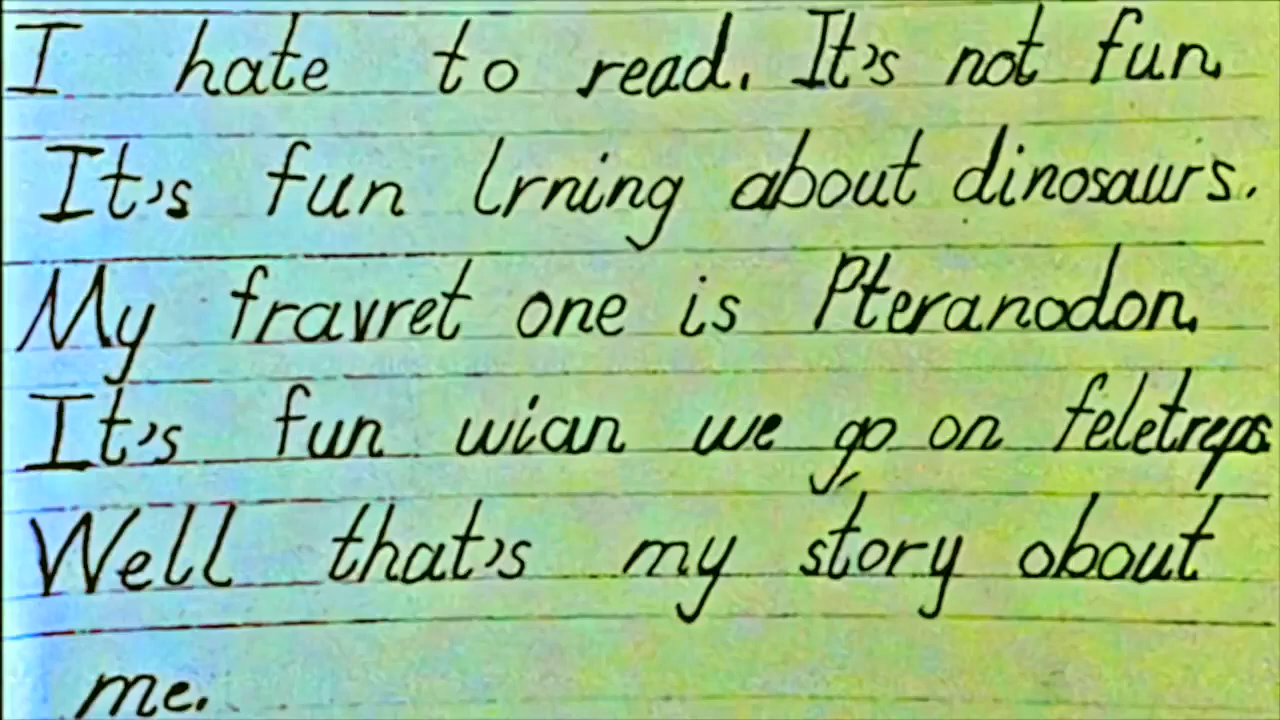 I hate to read. It's not fun.
It's fun lrning about dinosaurs.
My fravret one is Pteranodon.
It's fun wian we go on feletreps
Well that's my story obout
me.